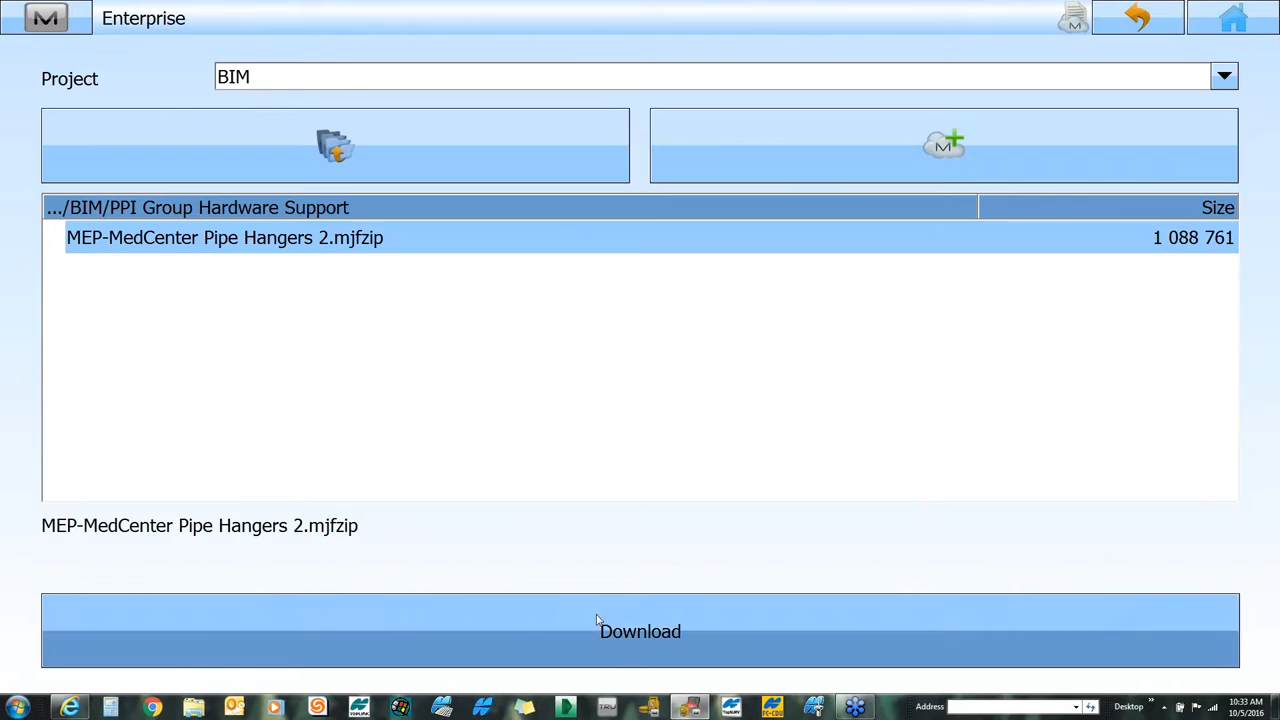 M Enterprise M
Project BIM
M
.../BIM/PPI Group Hardware Support Size
MEP-MedCenter Pipe Hangers 2.mjfzip 1 088 761
MEP-MedCenter Pipe Hangers 2.mjfzip
Download
TRU Address Desktop 10:33 AM
10/5/2016